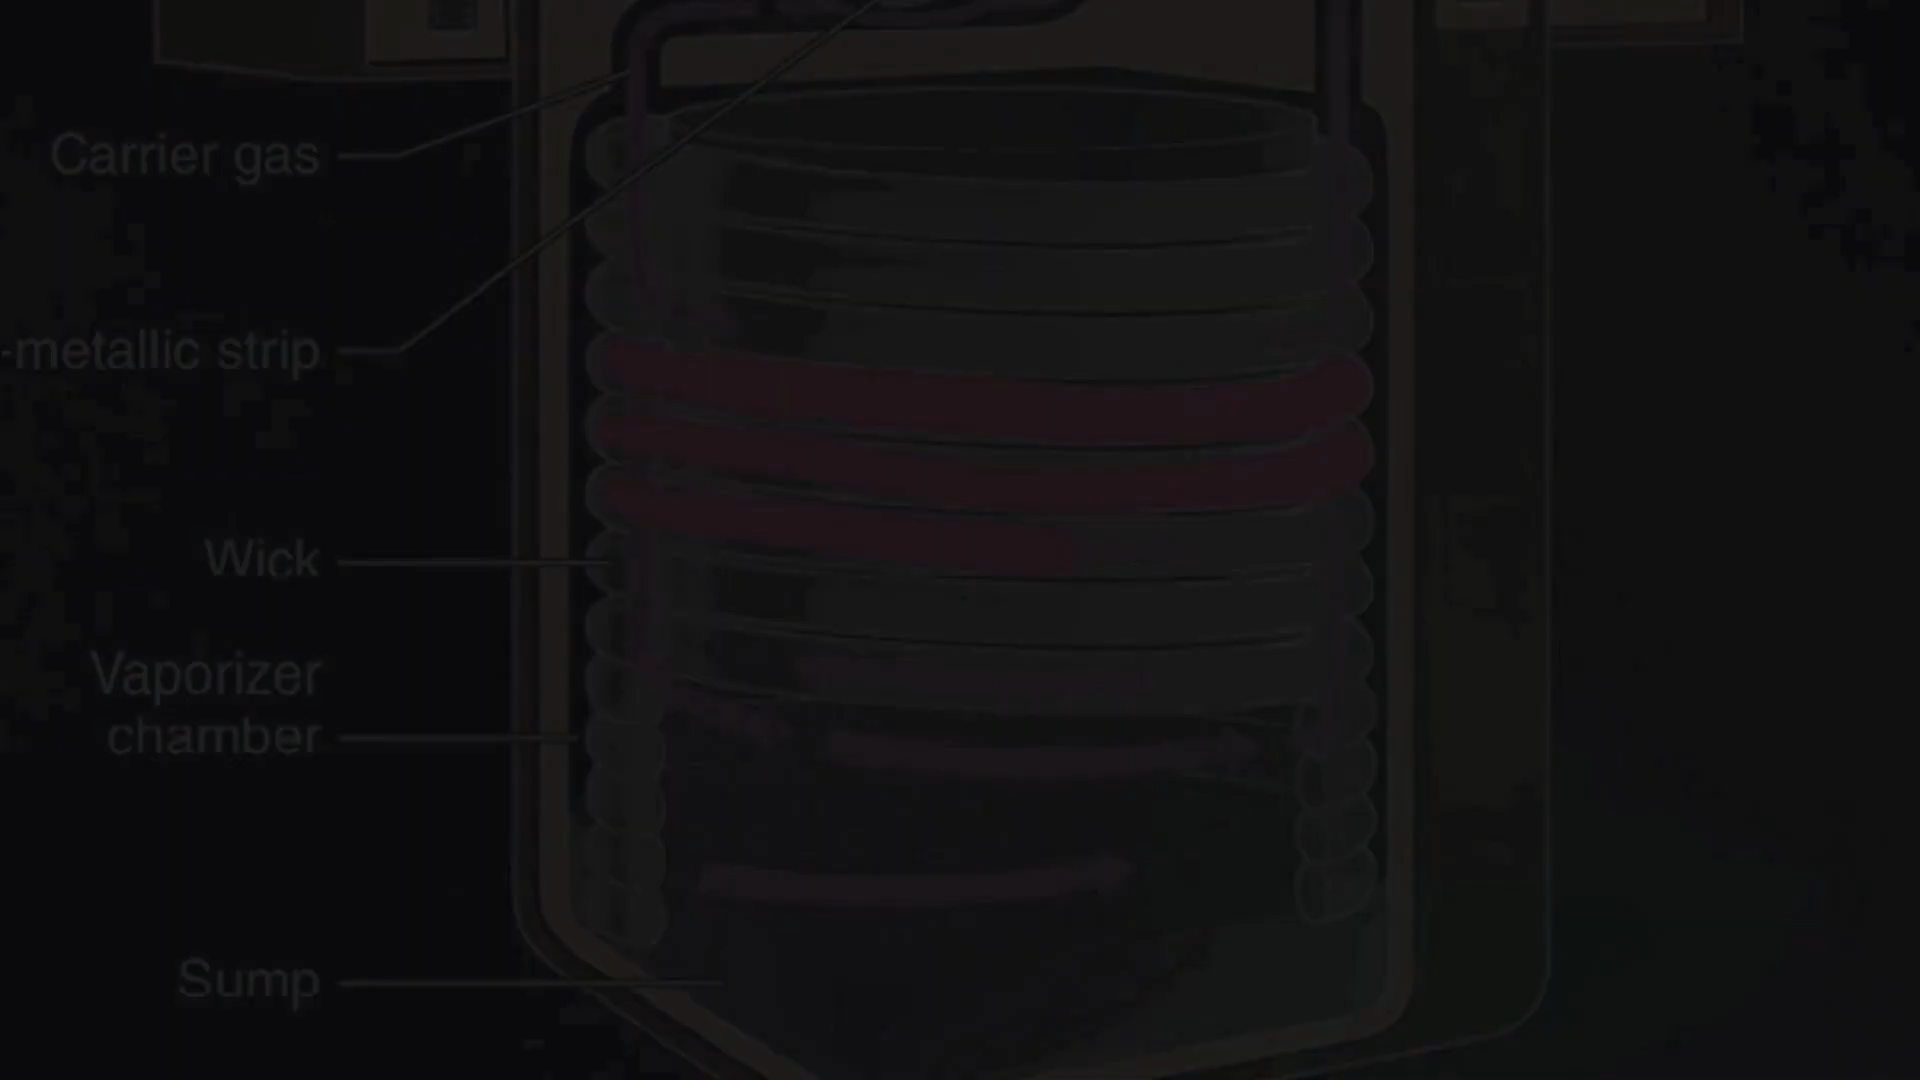 Carrier gas
-metallic strip
Wick
Vaporizer
chamber
Sump